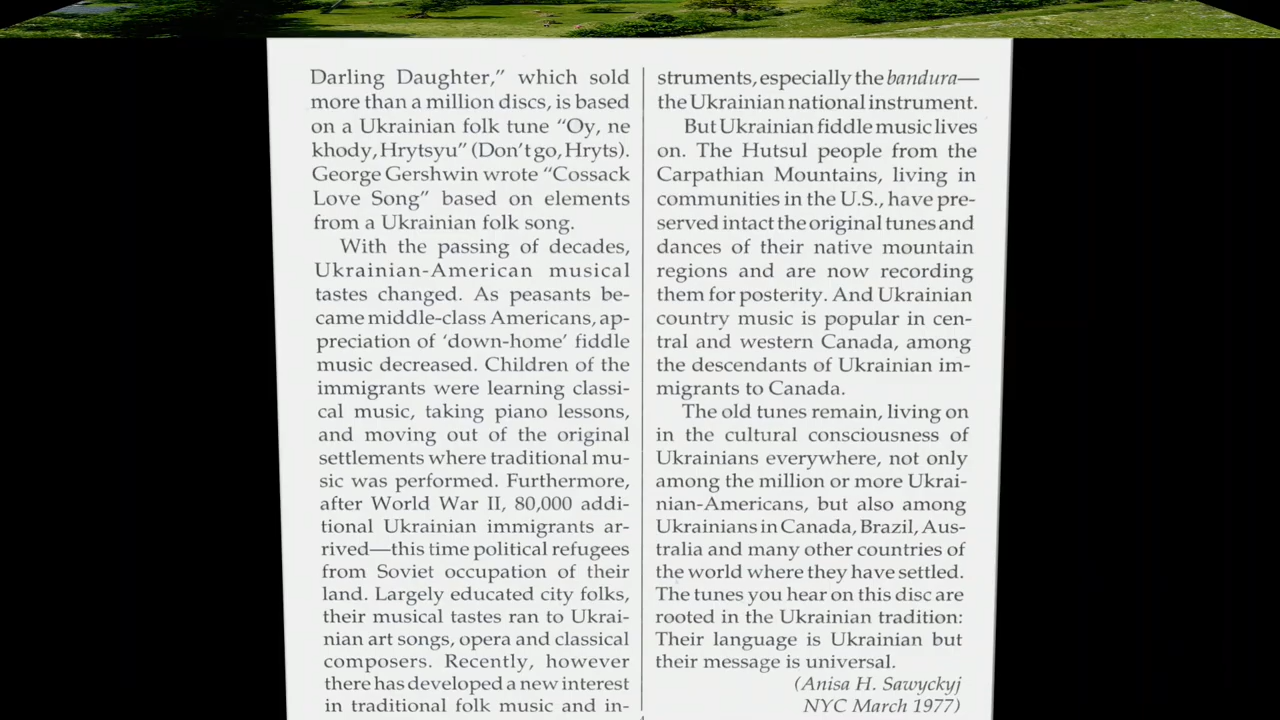 Darling Daughter,” which sold
more than a million discs, is based
on a Ukrainian folk tune “Oy, ne
khody, Hrytsyu” (Don't go, Hryts).
George Gershwin wrote “Cossack
Love Song” based on elements
from a Ukrainian folk song.
With the passing of decades,
Ukrainian-American musical
tastes changed. As peasants be-
came middle-class Americans, ap-
preciation of ‘down-home’ fiddle
music decreased. Children of the
immigrants were learning classi-
cal music, taking piano lessons,
and moving out of the original
settlements where traditional mu-
sic was performed. Furthermore,
after World War II, 80,000 addi-
tional Ukrainian immigrants ar-
rived—this time political refugees
from Soviet occupation of their
land. Largely educated city folks,
their musical tastes ran to Ukrai-
nian art songs, opera and classical
composers. Recently, however
there has developed a new interest
in traditional folk music and in-
struments, especially the bandura—
the Ukrainian national instrument.
But Ukrainian fiddle music lives
on. The Hutsul people from the
Carpathian Mountains, living in
communities in the U.S., have pre-
served intact the original tunes and
dances of their native mountain
regions and are now recording
them for posterity. And Ukrainian
country music is popular in cen-
tral and western Canada, among
the descendants of Ukrainian im-
migrants to Canada.
The old tunes remain, living on
in the cultural consciousness of
Ukrainians everywhere, not only
among the million or more Ukrai-
nian-Americans, but also among
Ukrainians in Canada, Brazil, Aus-
tralia and many other countries of
the world where they have settled.
The tunes you hear on this disc are
rooted in the Ukrainian tradition:
Their language is Ukrainian but
their message is universal.
(Anisa H. Sawyckyj
NYC March 1977)